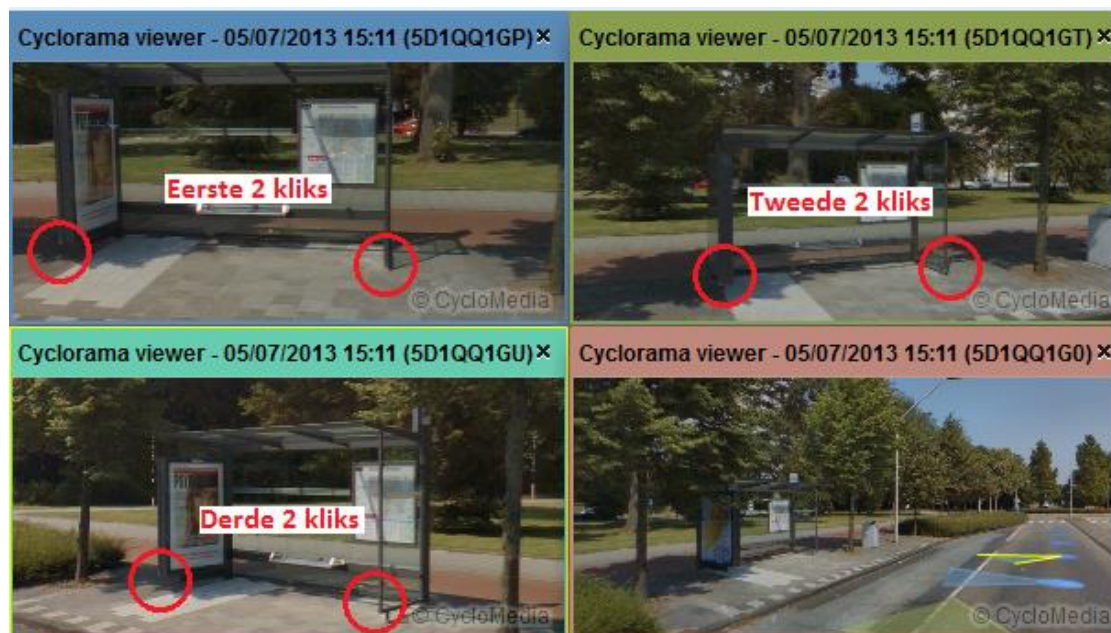 Cyclorama viewer - 05/07/2013 15:11 (5D1QQ1GP) ×
Eerste 2 kliks
© CycloMedia
Cyclorama viewer - 05/07/2013 15:11 (5D1QQ1GT) ×
Tweede 2 kliks
© CycloMedia
Cyclorama viewer - 05/07/2013 15:11 (5D1QQ1GU) ×
Derde 2 kliks
© CycloMedia
Cyclorama viewer - 05/07/2013 15:11 (5D1QQ1G0) ×
© CycloMedia